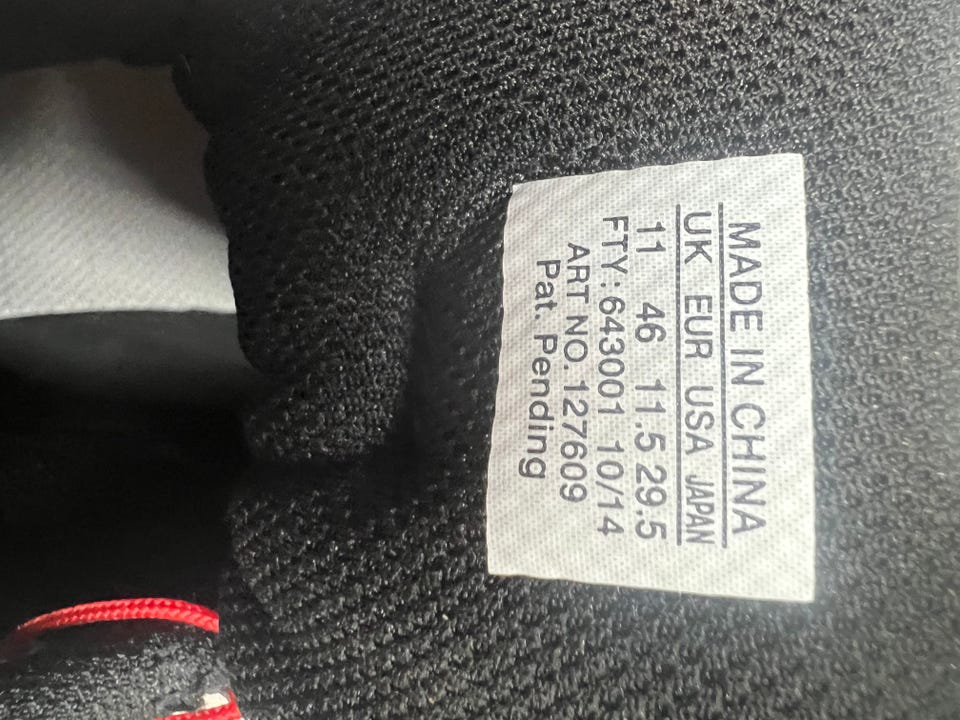 MADE IN CHINA
UK EUR USA JAPAN
11 46 11.5 29.5
FTY: 643001 10/14
ART NO. 127609
Pat. Pending